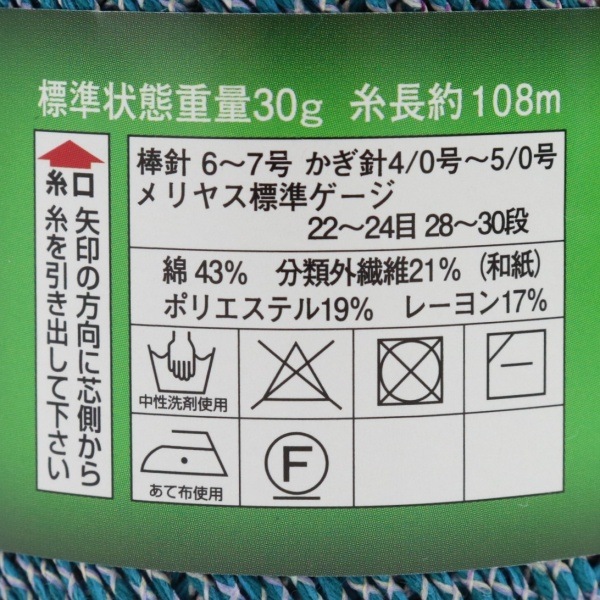 標準状態重量30g 糸長約108m
糸口
矢印の方向に芯側から
糸を引き出して下さい
棒針 6～7号 かぎ針4/0号～5/0号
メリヤス標準ゲージ
22～24目 28～30段
綿 43% 分類外繊維21%(和紙)
ポリエステル19% レーヨン17%
中性洗剤使用
あて布使用
F